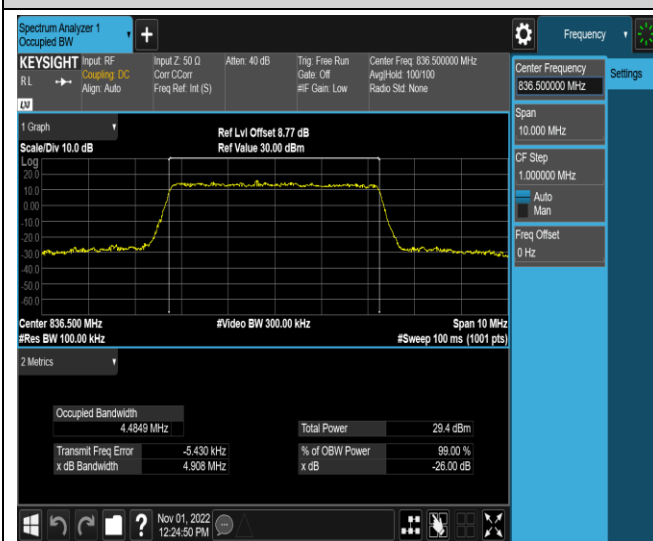 Spectrum Analyzer 1
Occupied BW
+
Frequency
KEYSIGHT
RL
LXI
Input: RF
Coupling: DC
Align: Auto
Input Z: 50 Ω
Corr CCorr
Freq Ref: Int (S)
Atten: 40 dB
Trig: Free Run
Gate: Off
#IF Gain: Low
Center Freq: 836.500000 MHz
Avg|Hold: 100/100
Radio Std: None
Center Frequency
836.500000 MHz
Settings
Span
10.000 MHz
CF Step
1.000000 MHz
Auto
Man
Freq Offset
0 Hz
1 Graph
Scale/Div 10.0 dB
Ref Lvl Offset 8.77 dB
Ref Value 30.00 dBm
Log
20.0
10.0
0.00
-10.0
-20.0
-30.0
-40.0
-50.0
-60.0
Center 836.500 MHz
#Video BW 300.00 kHz
Span 10 MHz
#Res BW 100.00 kHz
#Sweep 100 ms (1001 pts)
2 Metrics
Occupied Bandwidth
4.4849 MHz
Total Power 29.4 dBm
Transmit Freq Error -5.430 kHz
% of OBW Power 99.00 %
x dB Bandwidth 4.908 MHz
x dB -26.00 dB
?
Nov 01, 2022
12:24:50 PM